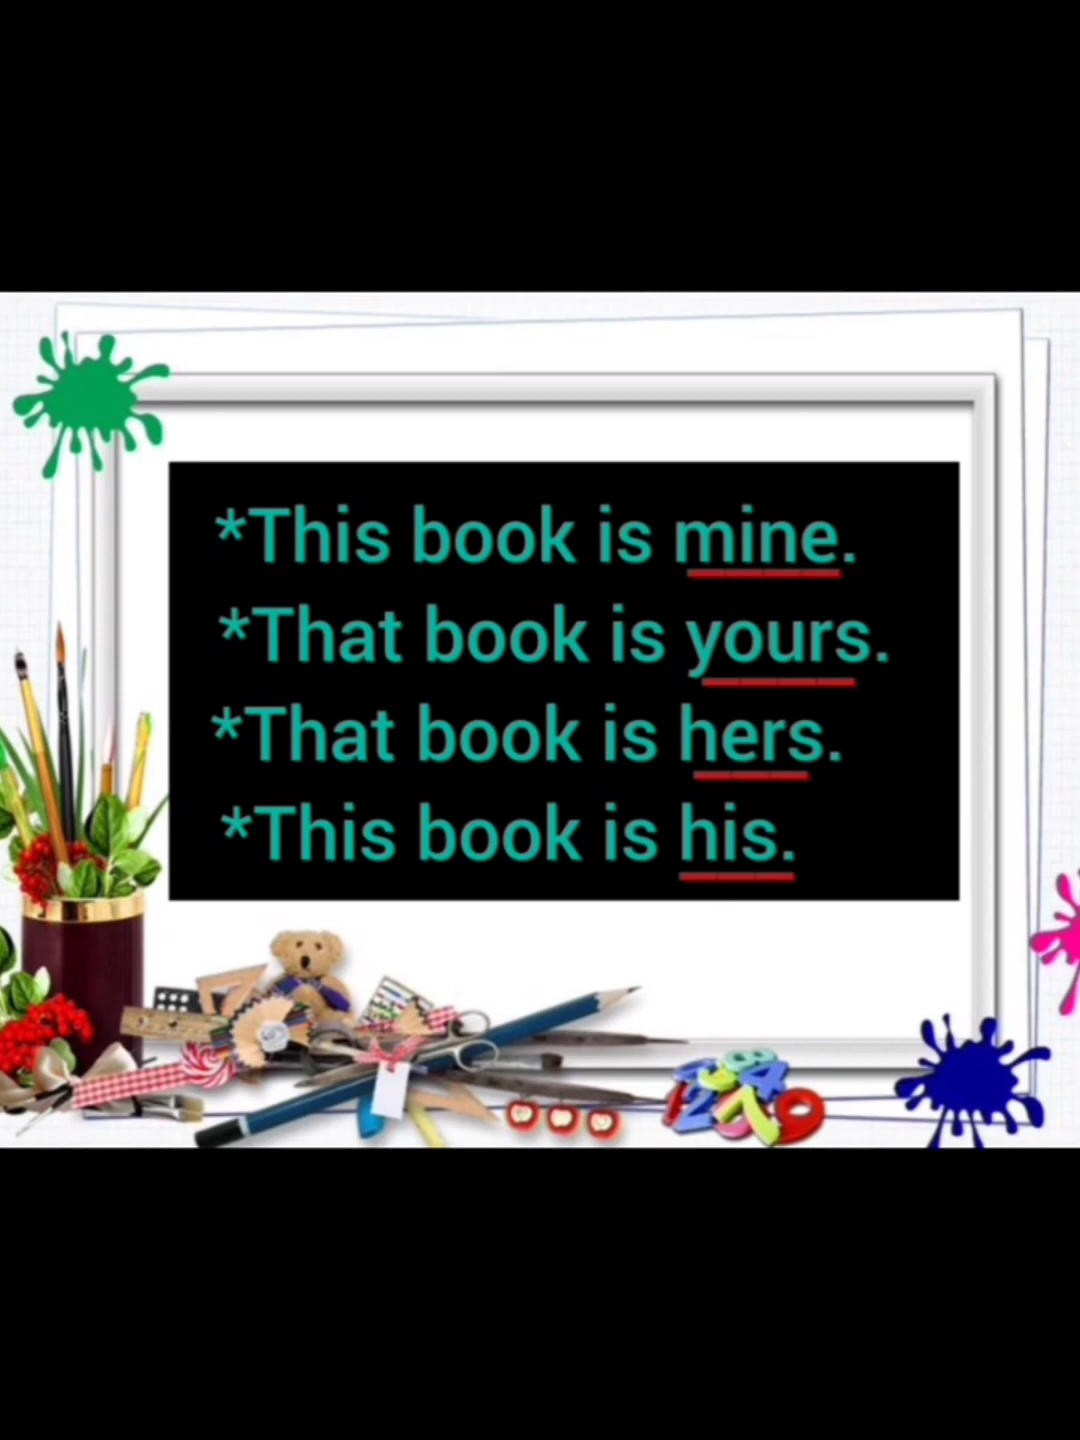 *This book is mine.
*That book is yours.
*That book is hers.
*This book is his.